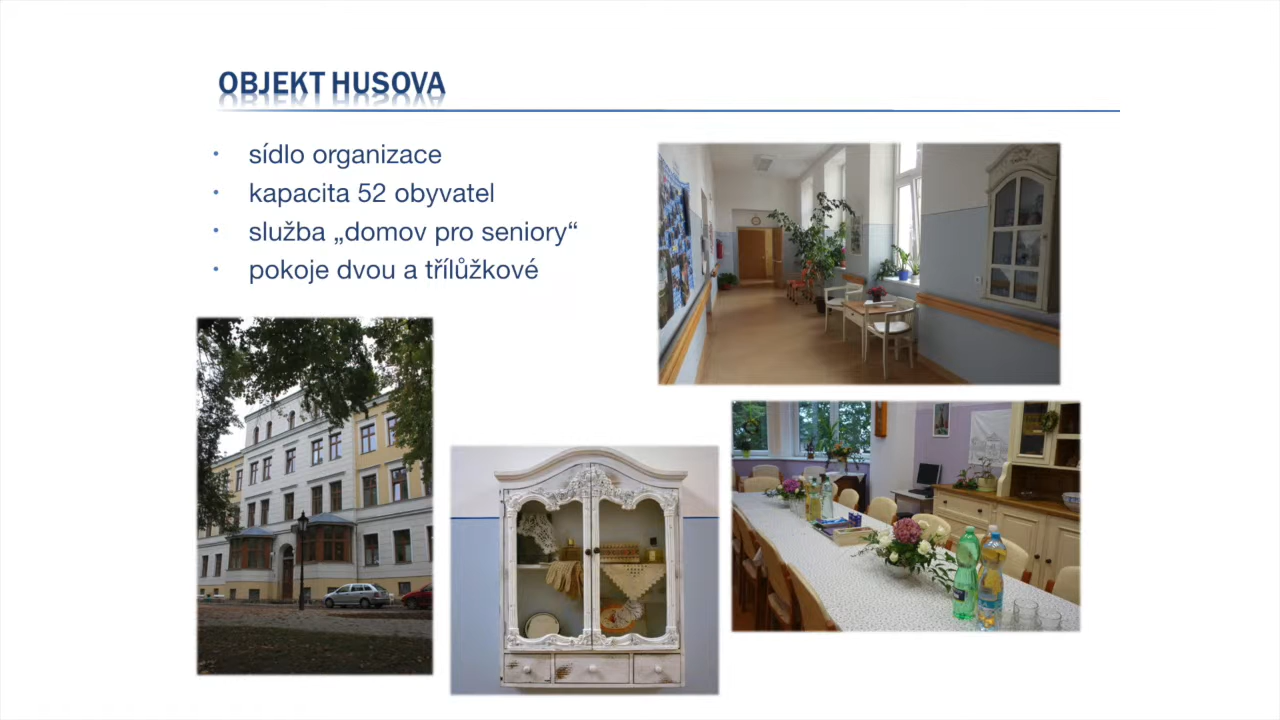 OBJEKT HUSOVA
• sídlo organizace
• kapacita 52 obyvatel
• služba „domov pro seniory“
• pokoje dvou a třílůžkové